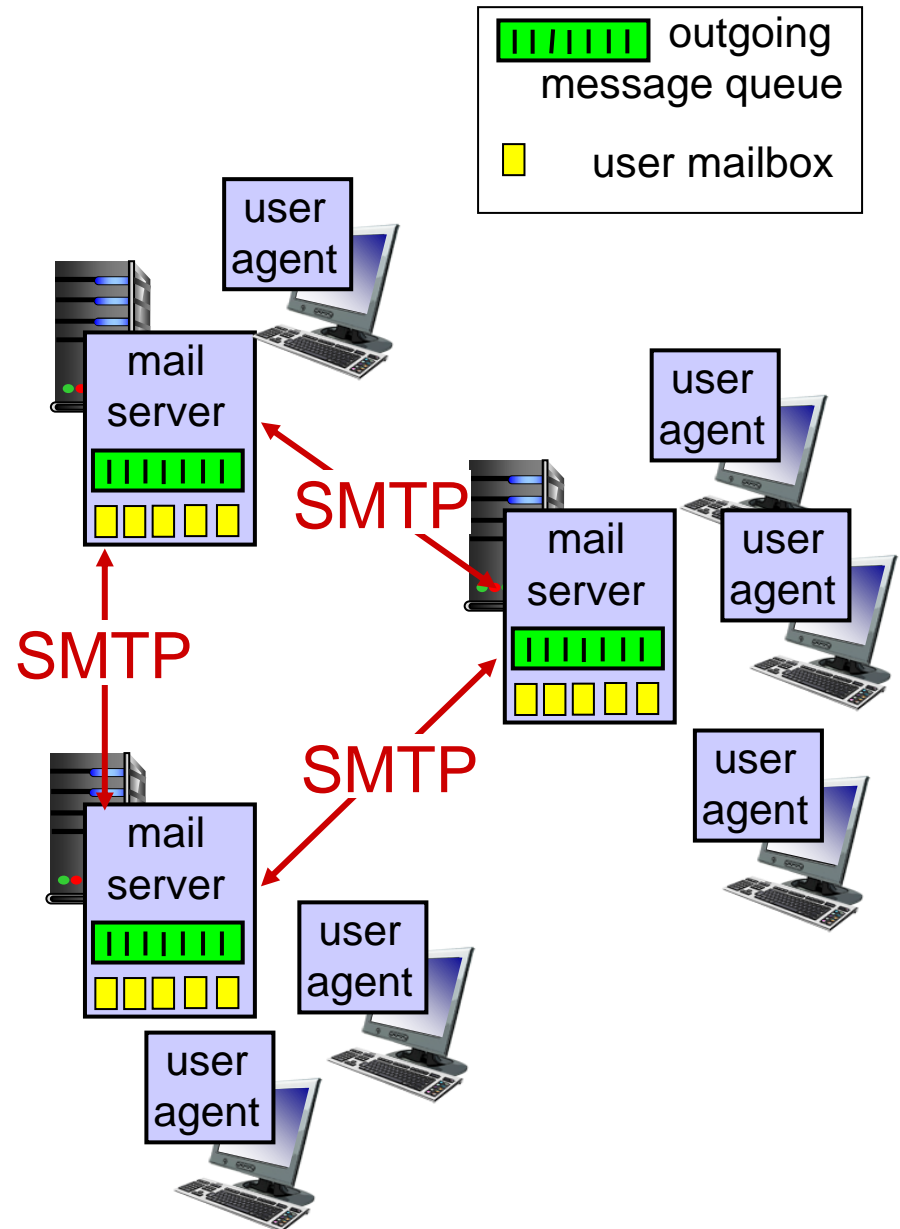 outgoing
message queue
user mailbox
user
agent
mail
server
SMTP
user
agent
mail
server
user
agent
SMTP
SMTP
user
agent
mail
server
user
agent
user
agent